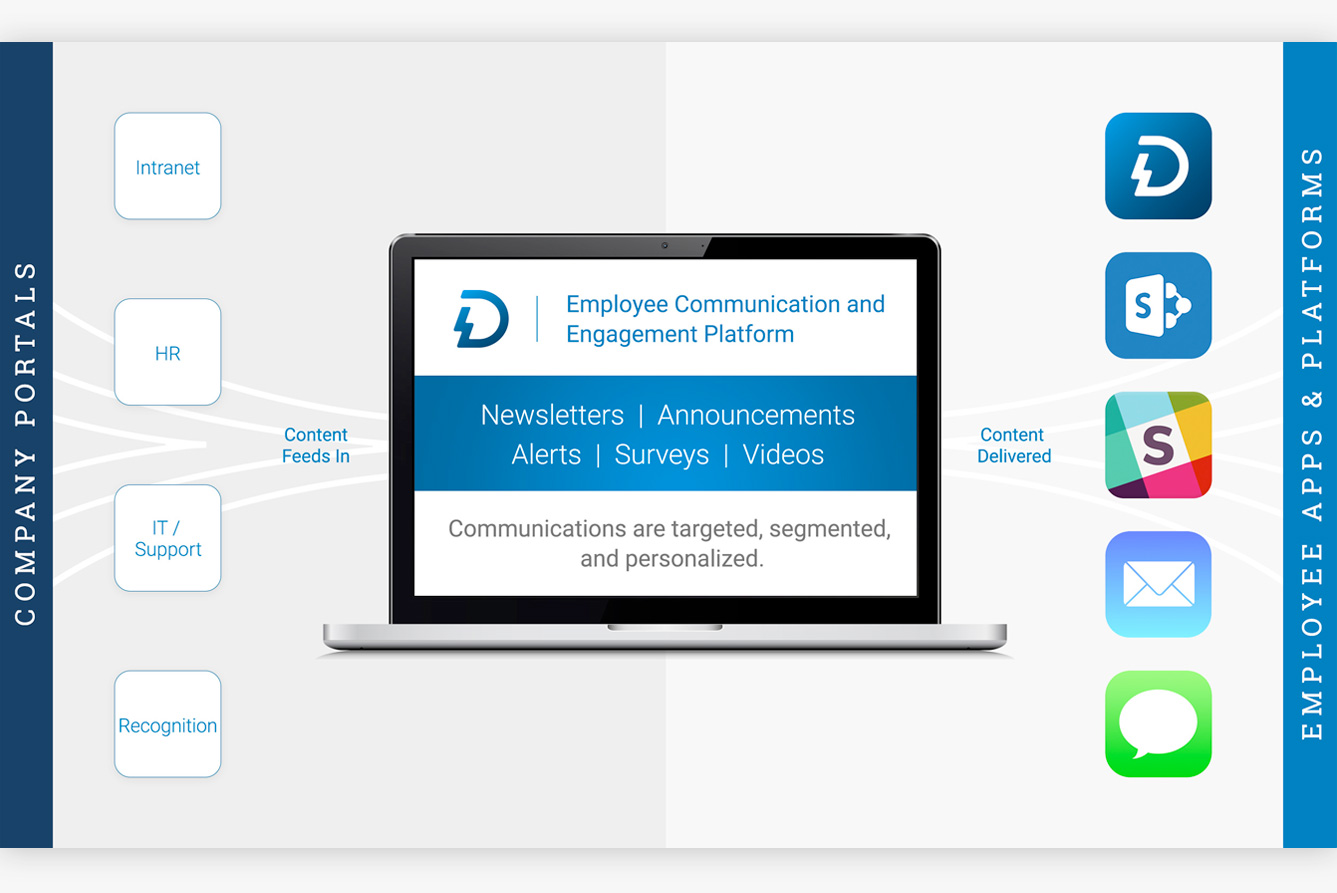 COMPANY PORTALS
Intranet
HR
IT /
Support
Recognition
Content
Feeds In
D
Employee Communication and
Engagement Platform
Newsletters | Announcements
Alerts | Surveys | Videos
Communications are targeted, segmented,
and personalized.
Content
Delivered
D
S
S
EMPLOYEE APPS & PLATFORMS